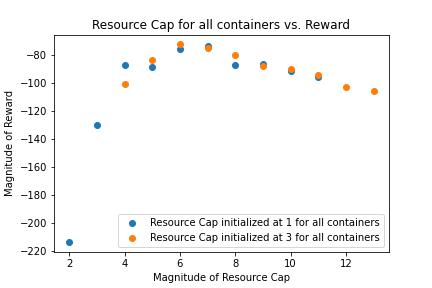 Resource Cap for all containers vs. Reward
Magnitude of Reward
−80
−100
−120
−140
−160
−180
−200
−220
Resource Cap initialized at 1 for all containers
Resource Cap initialized at 3 for all containers
2 4 6 8 10 12
Magnitude of Resource Cap